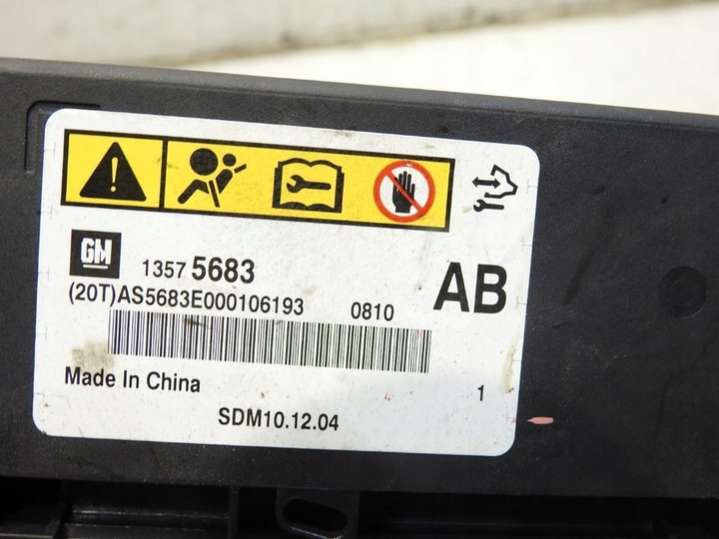 GM 1357 5683
AB
(20T)AS5683E000106193 0810
Made In China
1
SDM10.12.04